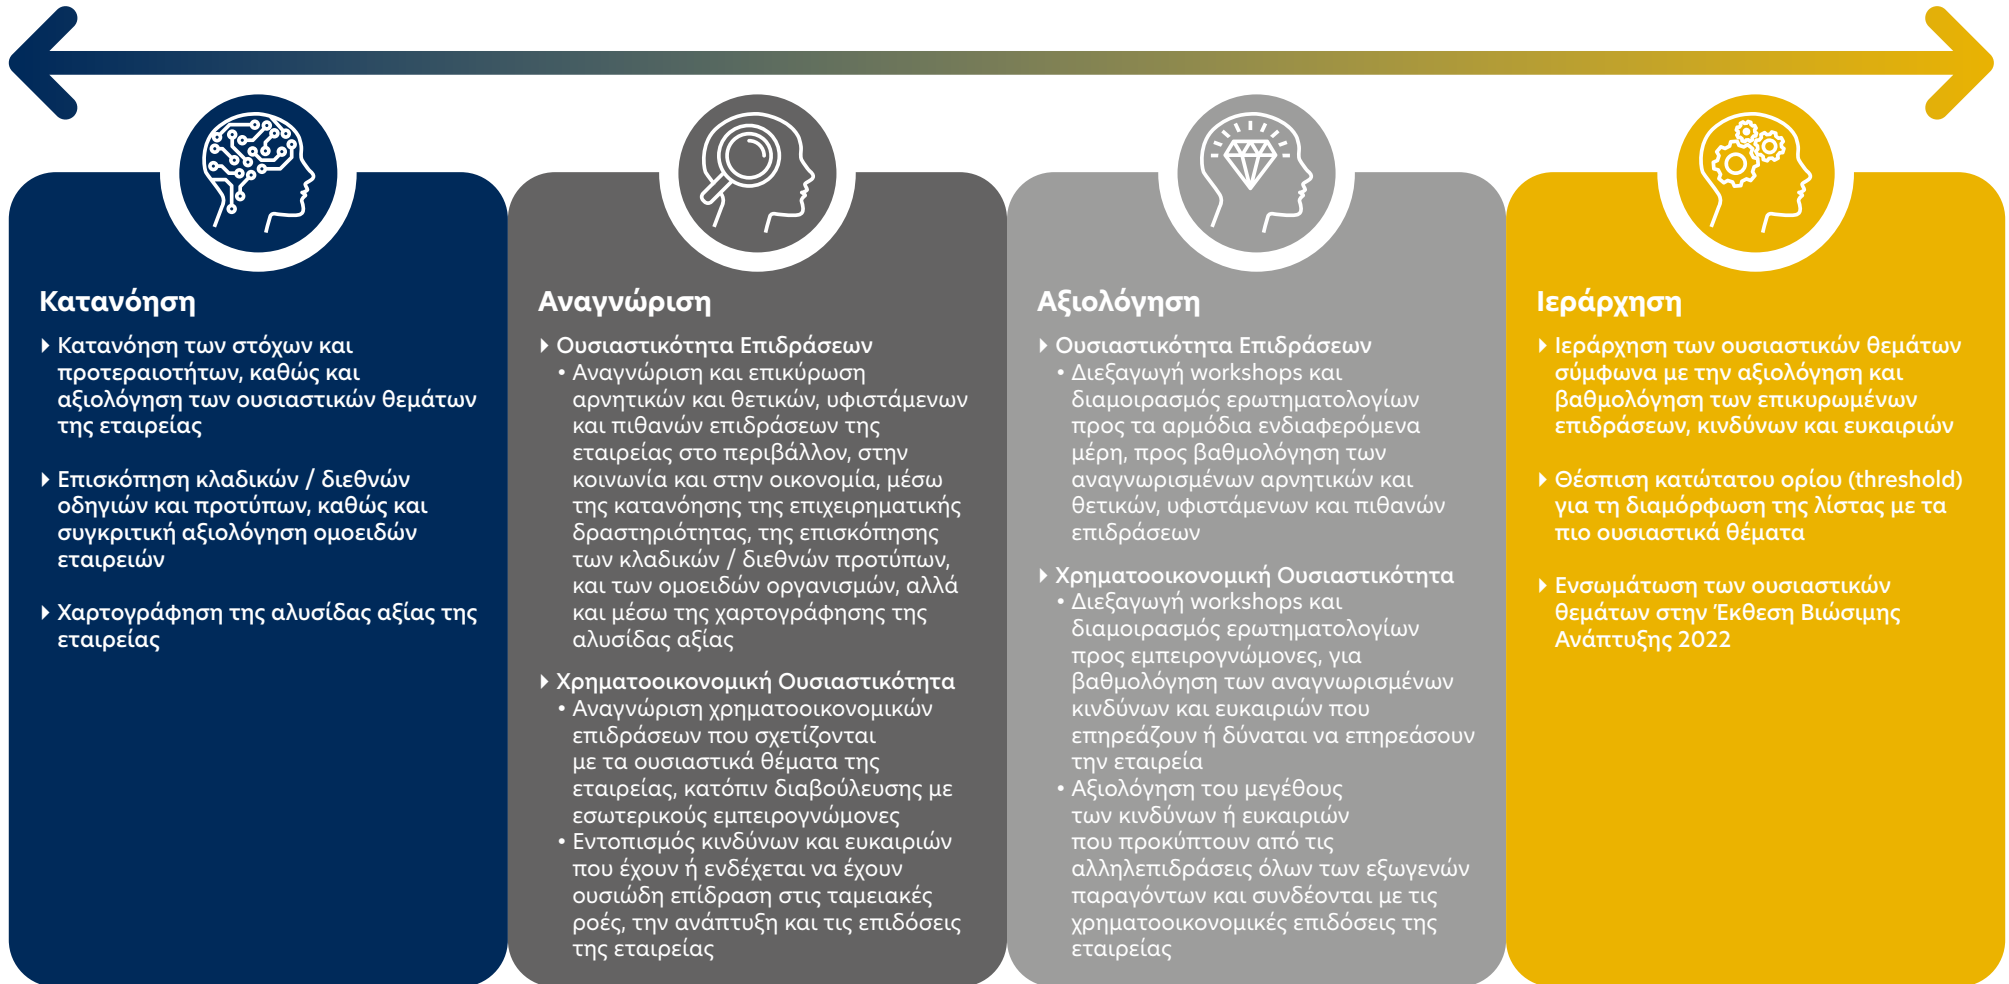 Κατανόηση
‣ Κατανόηση των στόχων και
προτεραιοτήτων, καθώς και
αξιολόγηση των ουσιαστικών θεμάτων
της εταιρείας
‣ Επισκόπηση κλαδικών / διεθνών
οδηγιών και προτύπων, καθώς και
συγκριτική αξιολόγηση ομοειδών
εταιρειών
‣ Χαρτογράφηση της αλυσίδας αξίας της
εταιρείας
Αναγνώριση
‣ Ουσιαστικότητα Επιδράσεων
• Αναγνώριση και επικύρωση
αρνητικών και θετικών, υφιστάμενων
και πιθανών επιδράσεων της
εταιρείας στο περιβάλλον, στην
κοινωνία και στην οικονομία, μέσω
της κατανόησης της επιχειρηματικής
δραστηριότητας, της επισκόπησης
των κλαδικών / διεθνών προτύπων,
και των ομοειδών οργανισμών, αλλά
και μέσω της χαρτογράφησης της
αλυσίδας αξίας
‣ Χρηματοοικονομική Ουσιαστικότητα
• Αναγνώριση χρηματοοικονομικών
επιδράσεων που σχετίζονται
με τα ουσιαστικά θέματα της
εταιρείας, κατόπιν διαβούλευσης με
εσωτερικούς εμπειρογνώμονες
• Εντοπισμός κινδύνων και ευκαιριών
που έχουν ή ενδέχεται να έχουν
ουσιώδη επίδραση στις ταμειακές
ροές, την ανάπτυξη και τις επιδόσεις
της εταιρείας
Αξιολόγηση
‣ Ουσιαστικότητα Επιδράσεων
• Διεξαγωγή workshops και
διαμοιρασμός ερωτηματολογίων
προς τα αρμόδια ενδιαφερόμενα
μέρη, προς βαθμολόγηση των
αναγνωρισμένων αρνητικών και
θετικών, υφιστάμενων και πιθανών
επιδράσεων
‣ Χρηματοοικονομική Ουσιαστικότητα
• Διεξαγωγή workshops και
διαμοιρασμός ερωτηματολογίων
προς εμπειρογνώμονες, για
βαθμολόγηση των αναγνωρισμένων
κινδύνων και ευκαιριών που
επηρεάζουν ή δύναται να επηρεάσουν
την εταιρεία
• Αξιολόγηση του μεγέθους
των κινδύνων ή ευκαιριών
που προκύπτουν από τις
αλληλεπιδράσεις όλων των εξωγενών
παραγόντων και συνδέονται με τις
χρηματοοικονομικές επιδόσεις της
εταιρείας
Ιεράρχηση
‣ Ιεράρχηση των ουσιαστικών θεμάτων
σύμφωνα με την αξιολόγηση και
βαθμολόγηση των επικυρωμένων
επιδράσεων, κινδύνων και ευκαιριών
‣ Θέσπιση κατώτατου ορίου (threshold)
για τη διαμόρφωση της λίστας με τα
πιο ουσιαστικά θέματα
‣ Ενσωμάτωση των ουσιαστικών
θεμάτων στην Έκθεση Βιώσιμης
Ανάπτυξης 2022